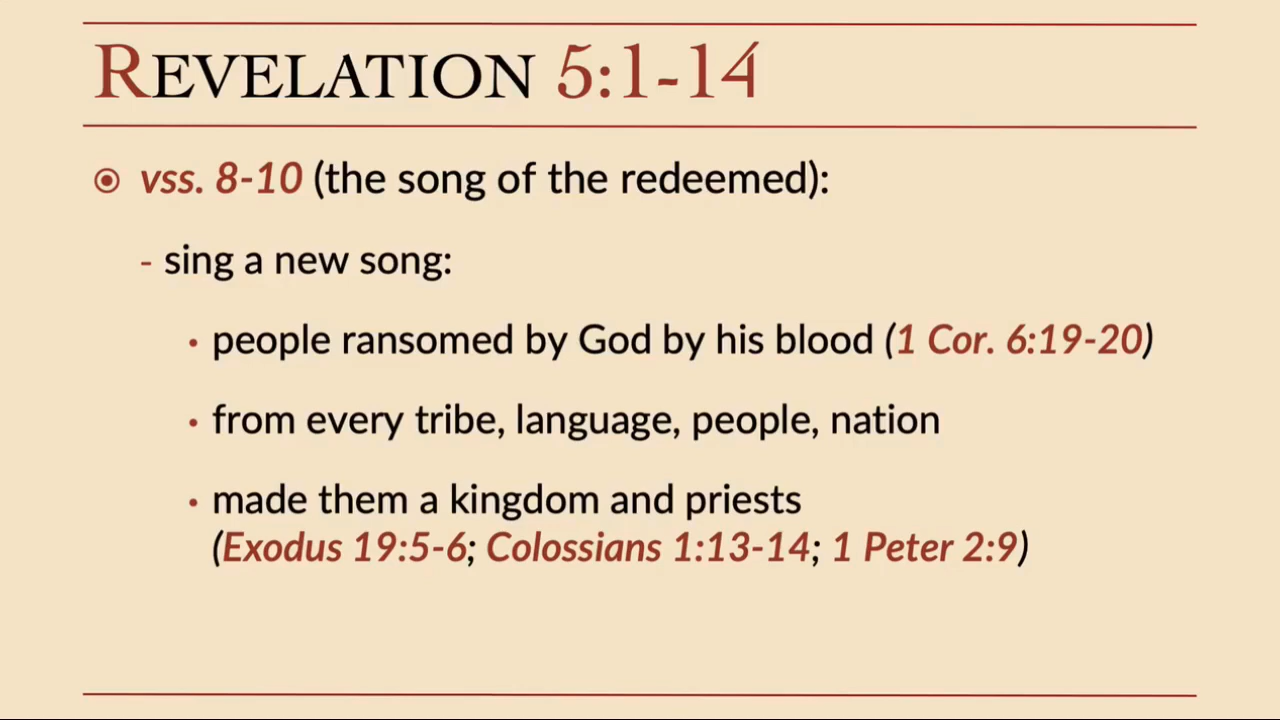 REVELATION 5:1-14
vss. 8-10 (the song of the redeemed):
- sing a new song:
• people ransomed by God by his blood (1 Cor. 6:19-20)
• from every tribe, language, people, nation
• made them a kingdom and priests
(Exodus 19:5-6; Colossians 1:13-14; 1 Peter 2:9)